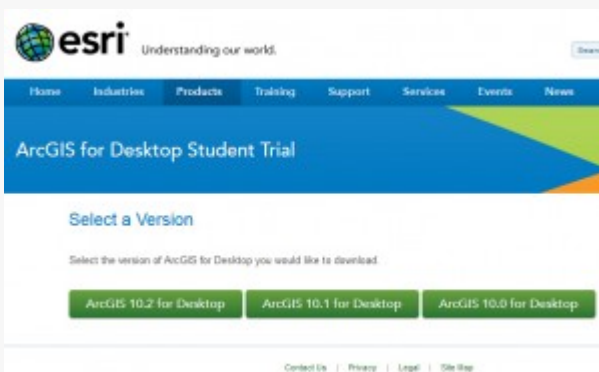 esri Understanding our world.
Home Industries Products Training Support Services Events News
ArcGIS for Desktop Student Trial
Select a Version
Select the version of ArcGIS for Desktop you would like to download.
ArcGIS 10.2 for Desktop ArcGIS 10.1 for Desktop ArcGIS 10.0 for Desktop
Contact Us | Privacy | Legal | Site Map